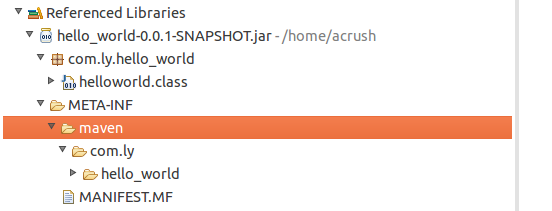 Referenced Libraries
hello_world-0.0.1-SNAPSHOT.jar - /home/acrush
com.ly.hello_world
helloworld.class
META-INF
maven
com.ly
hello_world
MANIFEST.MF